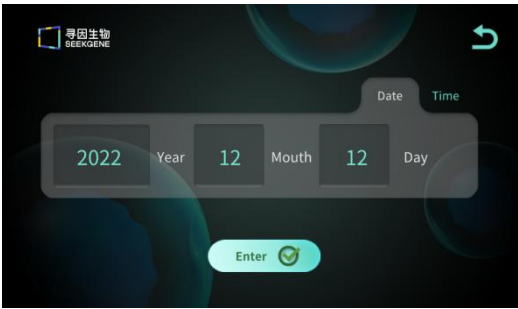 寻因生物
SEEKGENE
Date Time
2022 Year 12 Mouth 12 Day
Enter